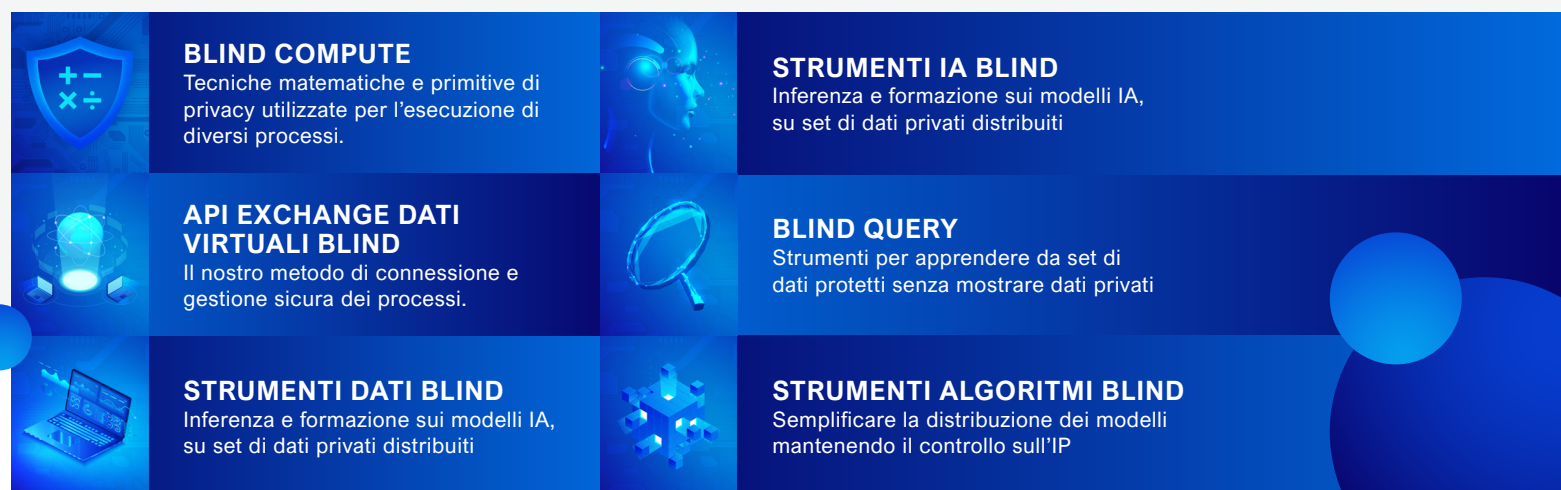 BLIND COMPUTE
Tecniche matematiche e primitive di
privacy utilizzate per l’esecuzione di
diversi processi.
STRUMENTI IA BLIND
Inferenza e formazione sui modelli IA,
su set di dati privati distribuiti
API EXCHANGE DATI
VIRTUALI BLIND
Il nostro metodo di connessione e
gestione sicura dei processi.
BLIND QUERY
Strumenti per apprendere da set di
dati protetti senza mostrare dati privati
STRUMENTI DATI BLIND
Inferenza e formazione sui modelli IA,
su set di dati privati distribuiti
STRUMENTI ALGORITMI BLIND
Semplificare la distribuzione dei modelli
mantenendo il controllo sull’IP